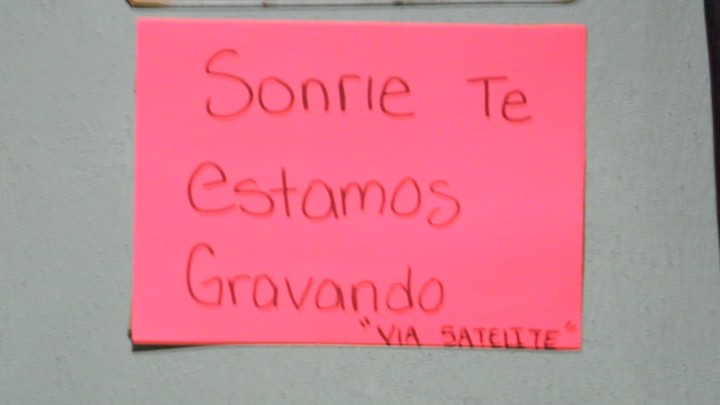 Sonrie Te
estamos
Gravando
"VIA SATELITE"